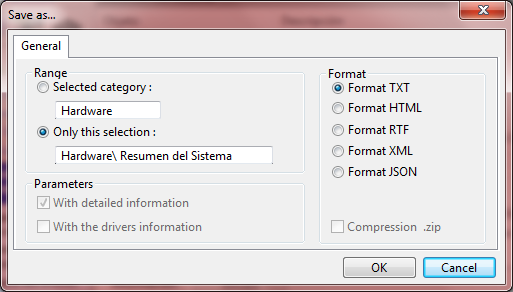 Save as...
General
Range
Selected category :
Hardware
Only this selection :
Hardware\ Resumen del Sistema
Parameters
With detailed information
With the drivers information
Format
Format TXT
Format HTML
Format RTF
Format XML
Format JSON
Compression .zip
OK
Cancel